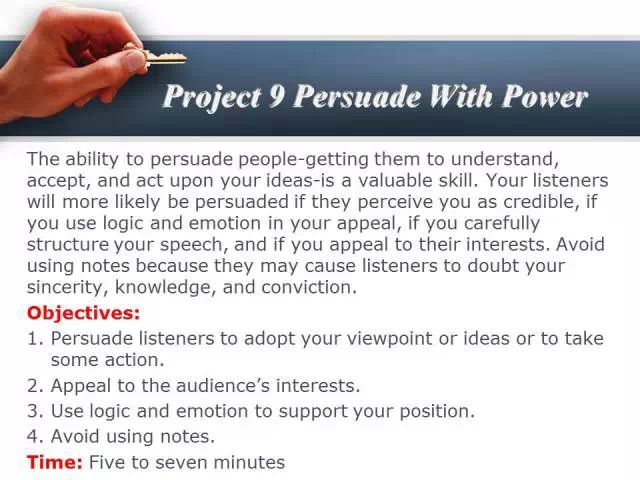 Project 9 Persuade With Power
The ability to persuade people-getting them to understand,
accept, and act upon your ideas-is a valuable skill. Your listeners
will more likely be persuaded if they perceive you as credible, if
you use logic and emotion in your appeal, if you carefully
structure your speech, and if you appeal to their interests. Avoid
using notes because they may cause listeners to doubt your
sincerity, knowledge, and conviction.
Objectives:
1. Persuade listeners to adopt your viewpoint or ideas or to take
some action.
2. Appeal to the audience’s interests.
3. Use logic and emotion to support your position.
4. Avoid using notes.
Time: Five to seven minutes